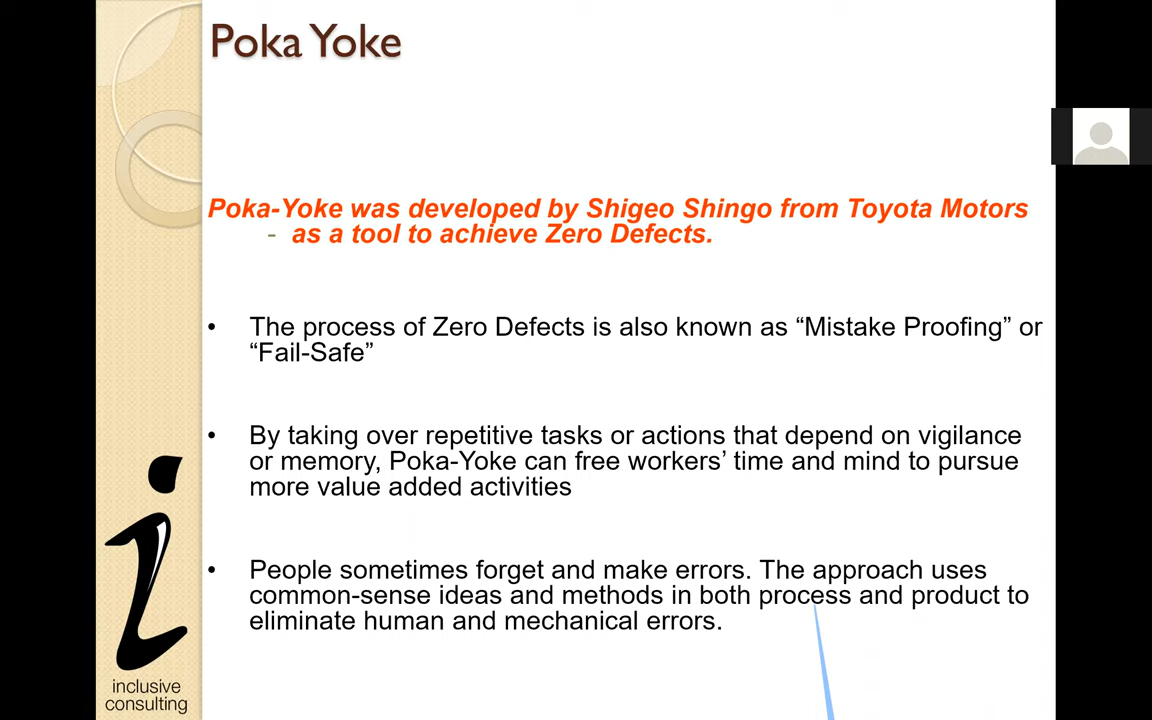 Poka Yoke
Poka-Yoke was developed by Shigeo Shingo from Toyota Motors
- as a tool to achieve Zero Defects.
• The process of Zero Defects is also known as “Mistake Proofing” or
“Fail-Safe”
• By taking over repetitive tasks or actions that depend on vigilance
or memory, Poka-Yoke can free workers’ time and mind to pursue
more value added activities
• People sometimes forget and make errors. The approach uses
common-sense ideas and methods in both process and product to
eliminate human and mechanical errors.
i
inclusive
consulting